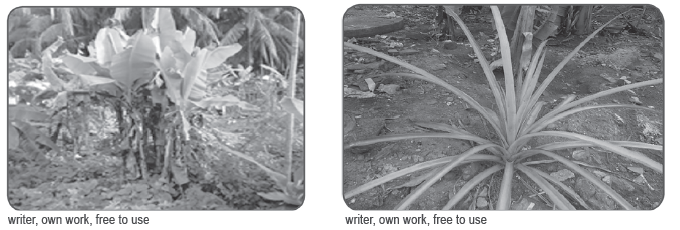 writer, own work, free to use
writer, own work, free to use